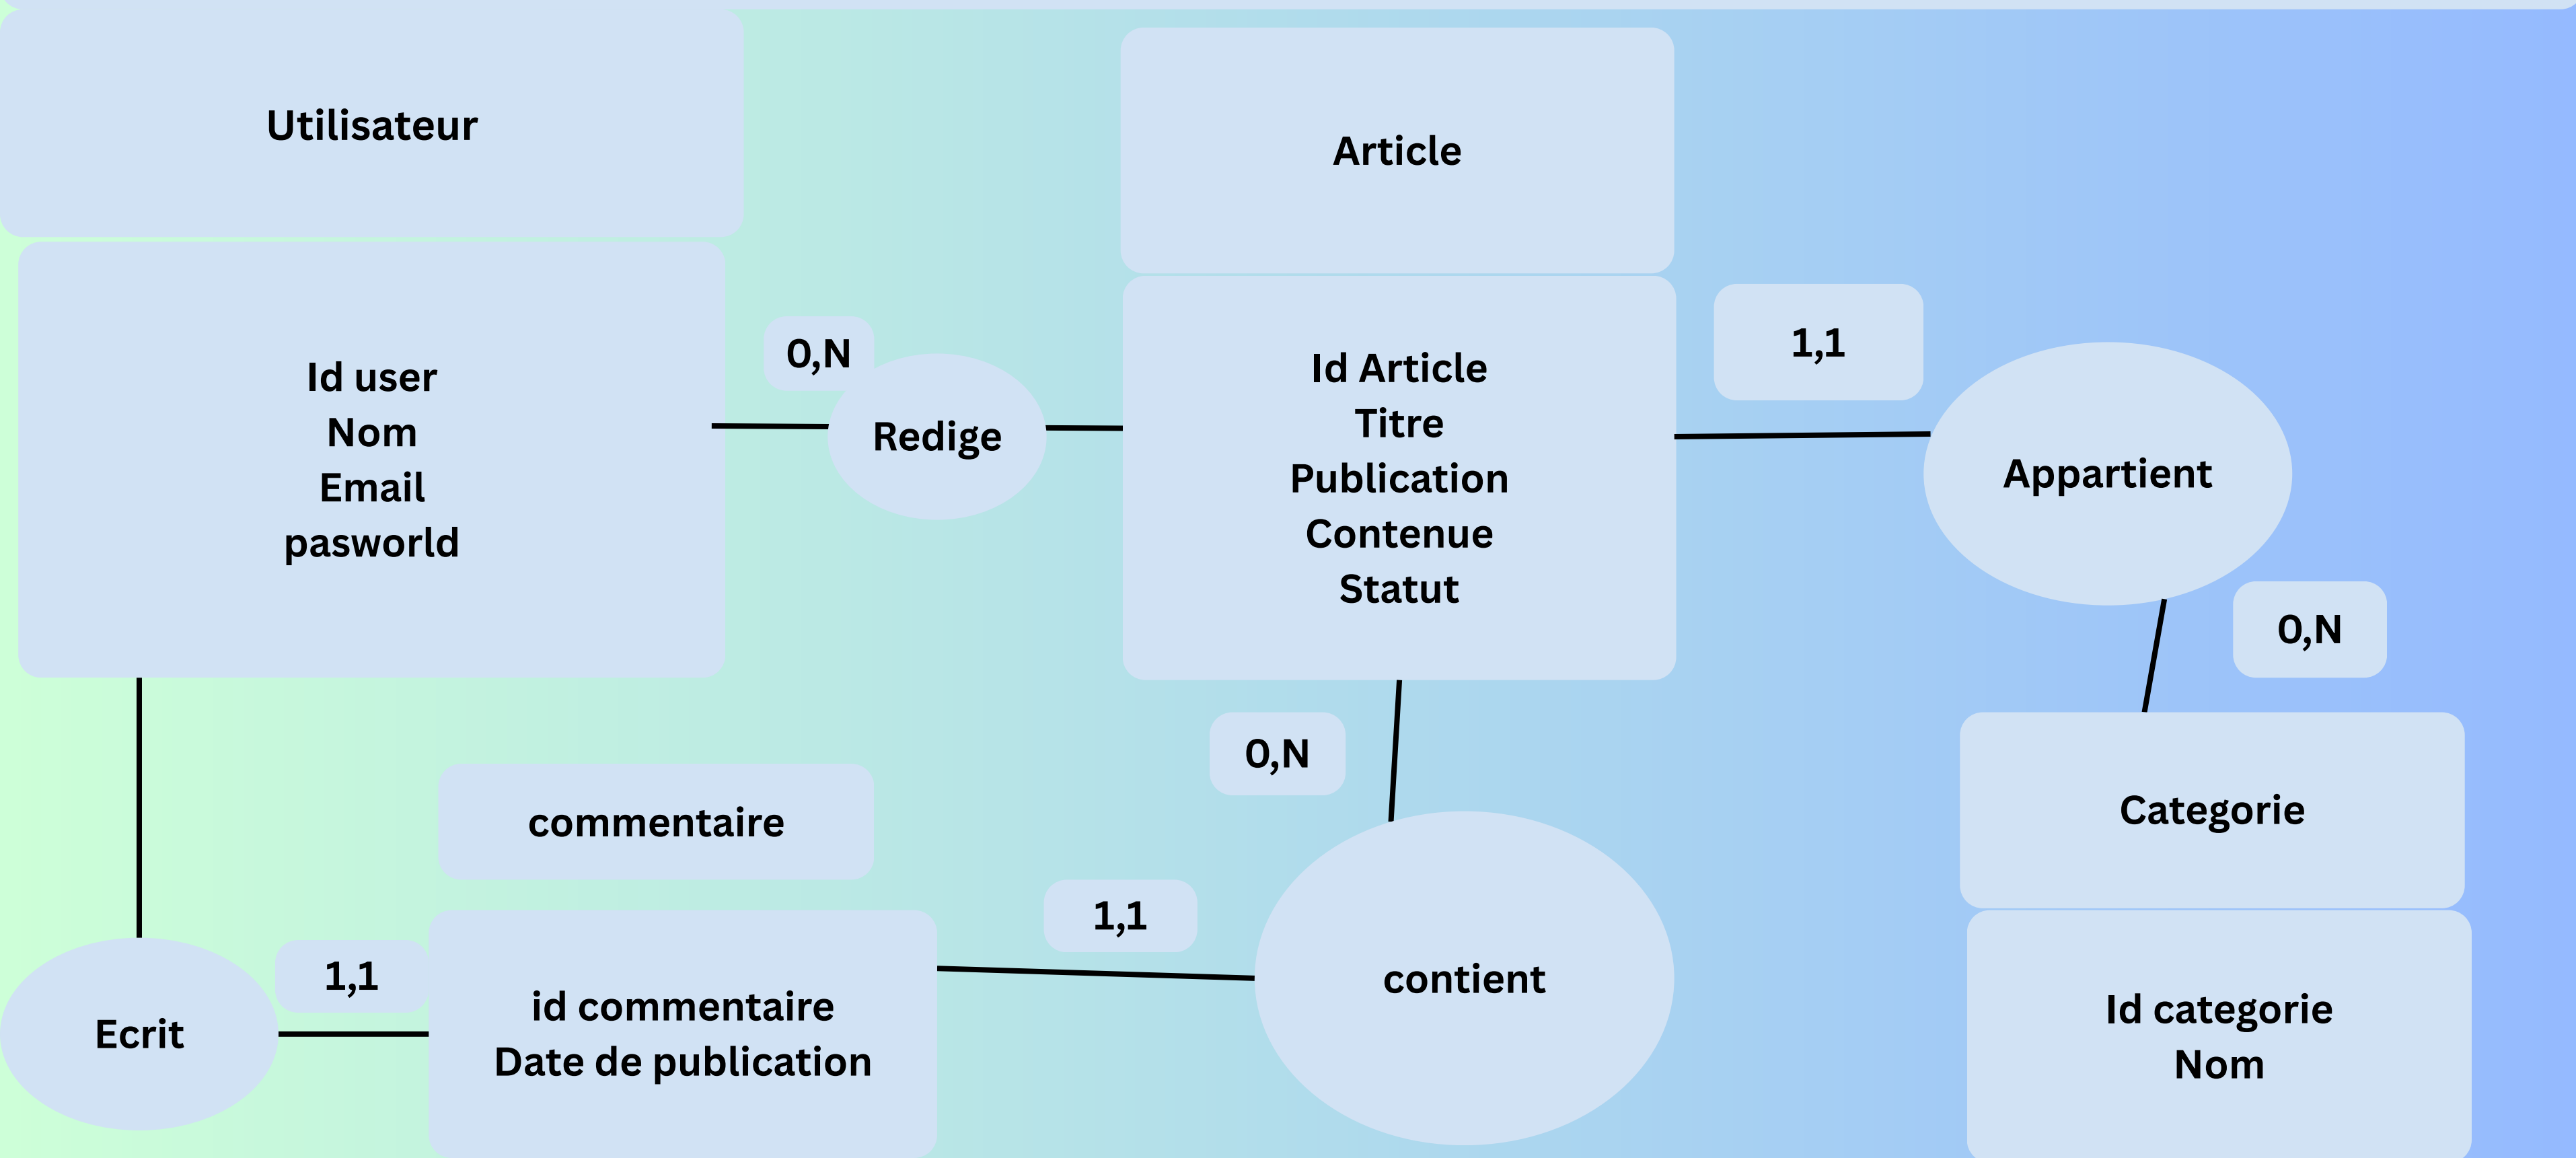 Utilisateur
Id user
Nom
Email
pasworld
0,N
Redige
Article
Id Article
Titre
Publication
Contenue
Statut
1,1
Appartient
0,N
Categorie
Id categorie
Nom
0,N
contient
1,1
commentaire
id commentaire
Date de publication
1,1
Ecrit